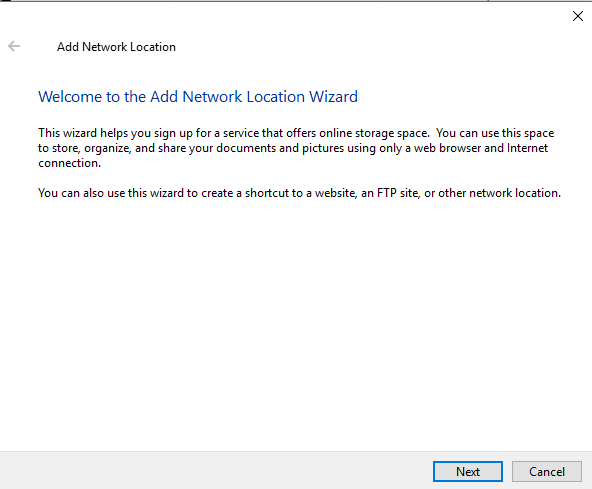 Add Network Location
Welcome to the Add Network Location Wizard
This wizard helps you sign up for a service that offers online storage space.  You can use this space
to store, organize, and share your documents and pictures using only a web browser and Internet
connection.
You can also use this wizard to create a shortcut to a website, an FTP site, or other network location.
Next
Cancel